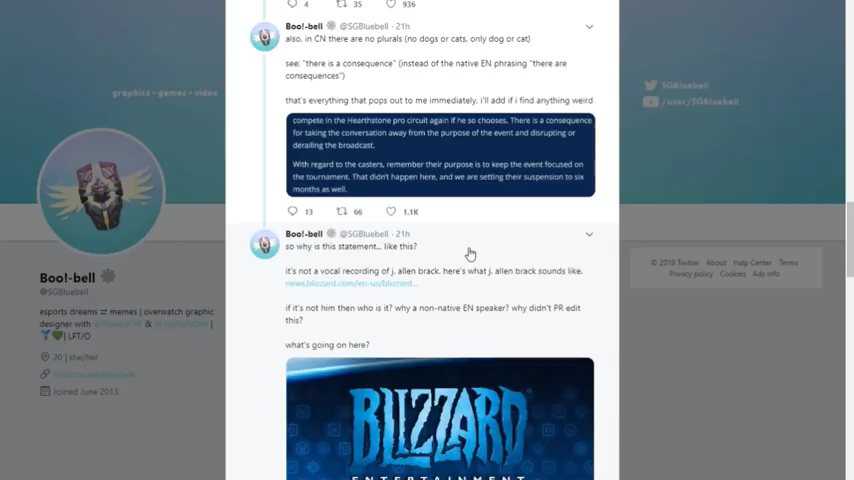 4 35 936
Boo!-bell @SGBluebell · 21h
also, in CN there are no plurals (no dogs or cats, only dog or cat)
see: "there is a consequence" (instead of the native EN phrasing "there are
consequences")
that's everything that pops out to me immediately, i'll add if i find anything weird
compete in the Hearthstone pro circuit again if he so chooses. There is a consequence
for taking the conversation away from the purpose of the event and disrupting or
derailing the broadcast.
With regard to the casters, remember their purpose is to keep the event focused on
the tournament. That didn't happen here, and we are setting their suspension to six
months as well.
13 66 1.1K
Boo!-bell @SGBluebell · 21h
so why is this statement... like this?
it's not a vocal recording of j. allen brack. here's what j. allen brack sounds like.
news.blizzard.com/en-us/blizzard...
if it's not him then who is it? why a non-native EN speaker? why didn't PR edit
this?
what's going on here?
BLIZZARD
ENTERTAINMENT
graphics • games • video
Boo!-bell
@SGBluebell
esports dreams ⇄ memes | overwatch graphic
designer with & |
| LFT/O
20 | she/her
Joined June 2013
SGBluebell
/user/SGBluebell
© 2019 Twitter About Help Center Terms
Privacy policy Cookies Ads info